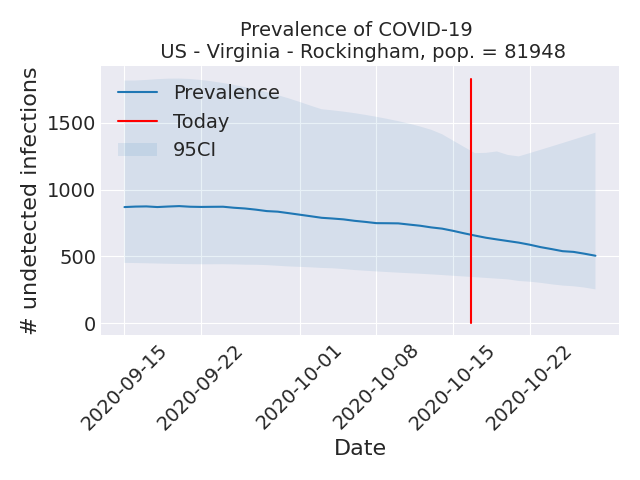 Prevalence of COVID-19
US - Virginia - Rockingham, pop. = 81948
# undetected infections
1500
1000
500
0
Prevalence
Today
95CI
2020-09-15
2020-09-22
2020-10-01
2020-10-08
2020-10-15
2020-10-22
Date